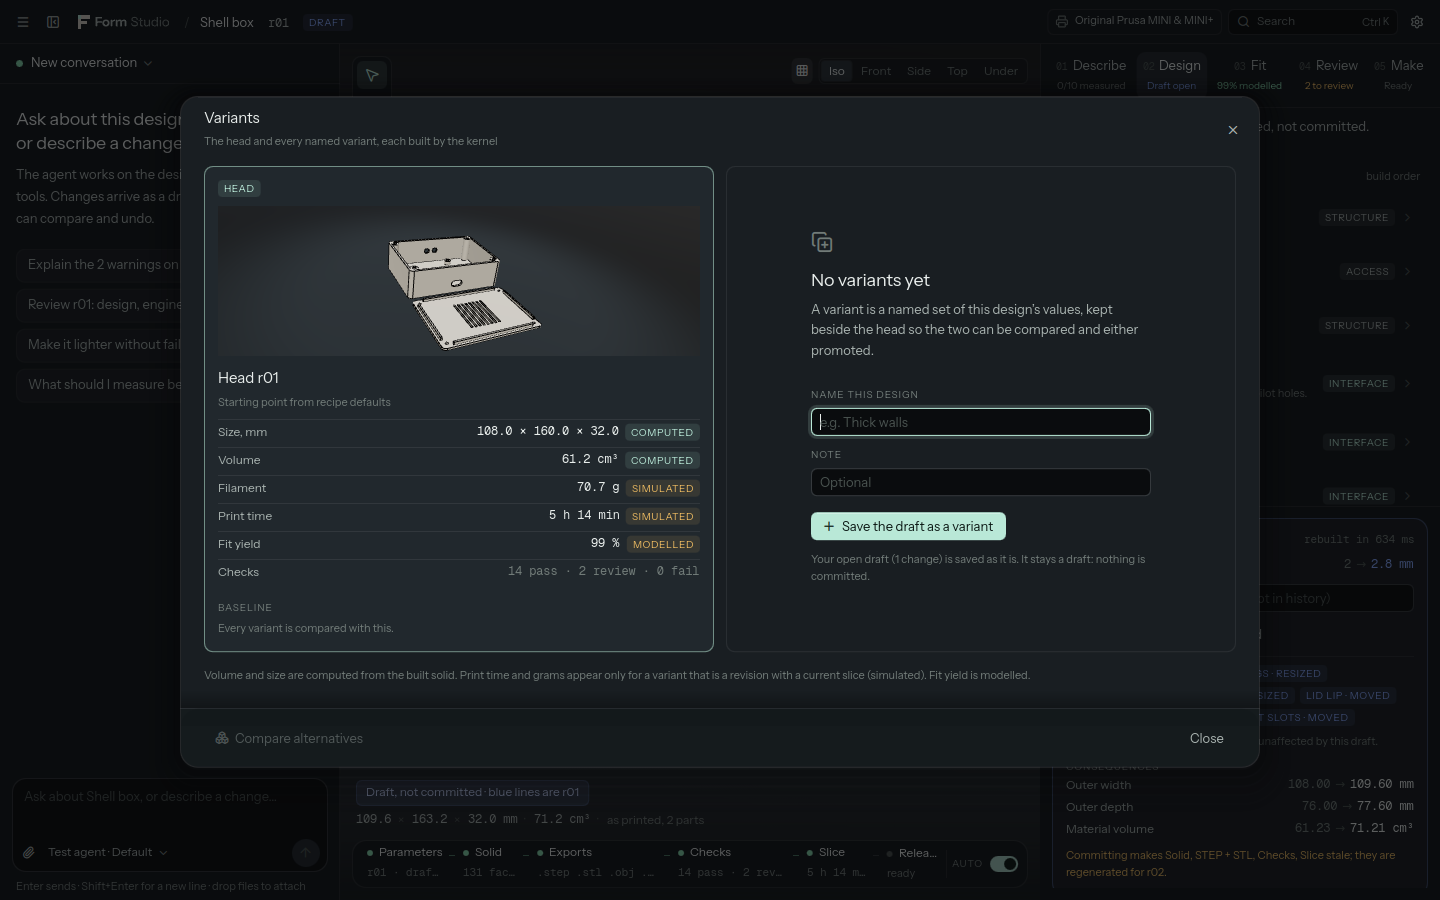 Form Studio / Shell box r01 DRAFT
Original Prusa MINI & MINI+
Search Ctrl K
New conversation
Iso Front Side Top Under
01 Describe 02 Design 03 Fit 04 Review 05 Make
0/10 measured Draft open 99% modelled 2 to review Ready
Ask about this design
or describe a change
The agent works on the
tools. Changes arrive as a
can compare and undo.
Explain the 2 warnings on
Review r01: design,
Make it lighter without
What should I measure
Variants
The head and every named variant, each built by the kernel
HEAD
Head r01
Starting point from recipe defaults
Size, mm 108.0 × 160.0 × 32.0 COMPUTED
Volume 61.2 cm³ COMPUTED
Filament 70.7 g SIMULATED
Print time 5 h 14 min SIMULATED
Fit yield 99 % MODELLED
Checks 14 pass · 2 review · 0 fail
BASELINE
Every variant is compared with this.
No variants yet
A variant is a named set of this design's values, kept
beside the head so the two can be compared and either
promoted.
NAME THIS DESIGN
e.g. Thick walls
NOTE
Optional
+ Save the draft as a variant
Your open draft (1 change) is saved as it is. It stays a draft: nothing is
committed.
Volume and size are computed from the built solid. Print time and grams appear only for a variant that is a revision with a current slice (simulated). Fit yield is modelled.
Compare alternatives
Close
not committed.
build order
STRUCTURE
ACCESS
STRUCTURE
INTERFACE
holes.
INTERFACE
INTERFACE
rebuilt in 634 ms
2 → 2.8 mm
in history)
· RESIZED
LID LIP · MOVED
SLOTS · MOVED
unaffected by this draft.
CONSEQUENCES
Outer width 108.00 → 109.60 mm
Outer depth 76.00 → 77.60 mm
Material volume 61.23 → 71.21 cm³
Committing makes Solid, STEP + STL, Checks, Slice stale; they are
regenerated for r02.
Draft, not committed · blue lines are r01
109.6 × 163.2 × 32.0 mm · 71.2 cm³ · as printed, 2 parts
Parameters … Solid … Exports … Checks … Slice … Relea…
r01 · draf… 131 fac… .step .stl .obj … 14 pass · 2 rev… 5 h 14 m… ready
AUTO
Ask about Shell box, or describe a change…
Test agent · Default
Enter sends · Shift+Enter for a new line · drop files to attach